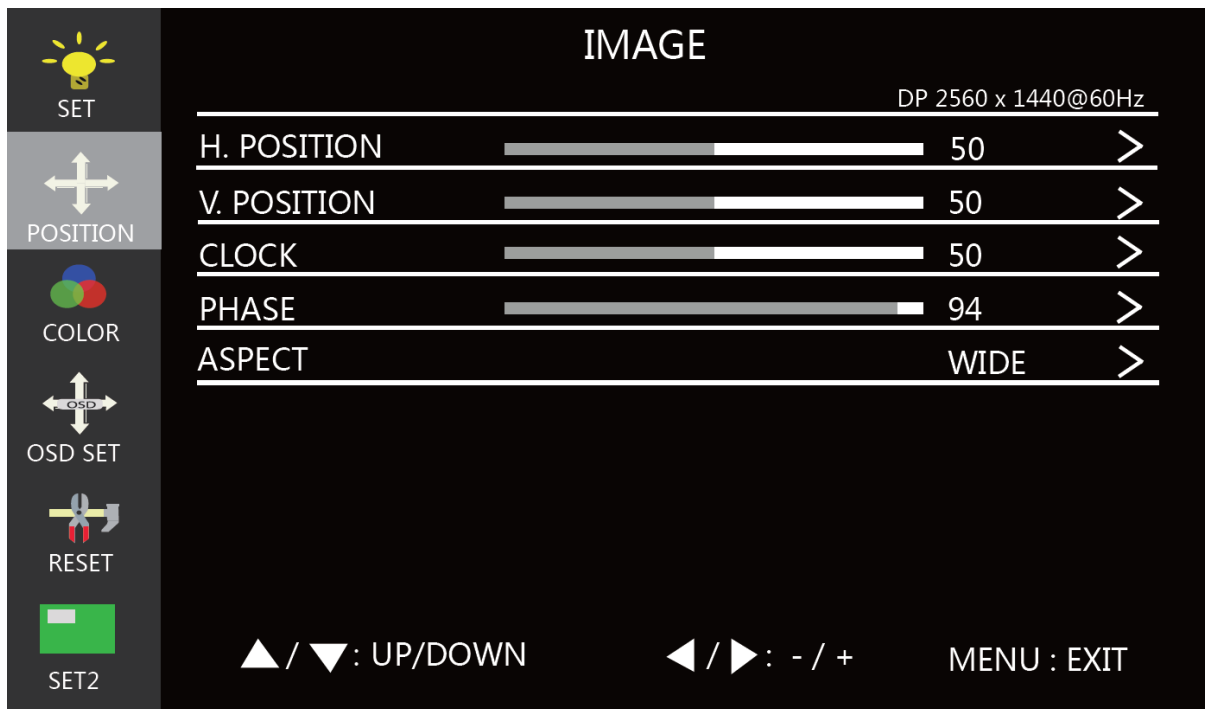 IMAGE
DP 2560 x 1440@60Hz
SET
POSITION
COLOR
OSD
OSD SET
RESET
SET2
H. POSITION 50
V. POSITION 50
CLOCK 50
PHASE 94
ASPECT WIDE
/ : UP/DOWN / : - / + MENU : EXIT